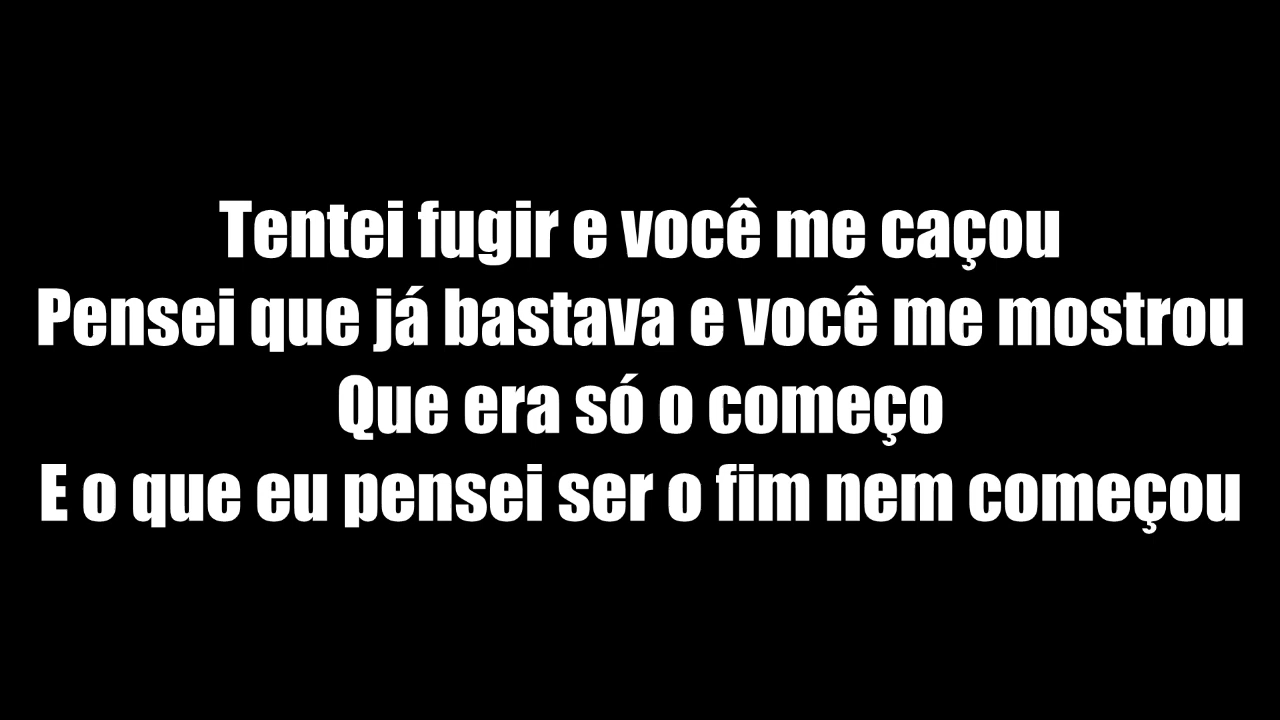 Tentei fugir e você me caçou
Pensei que já bastava e você me mostrou
Que era só o começo
E o que eu pensei ser o fim nem começou